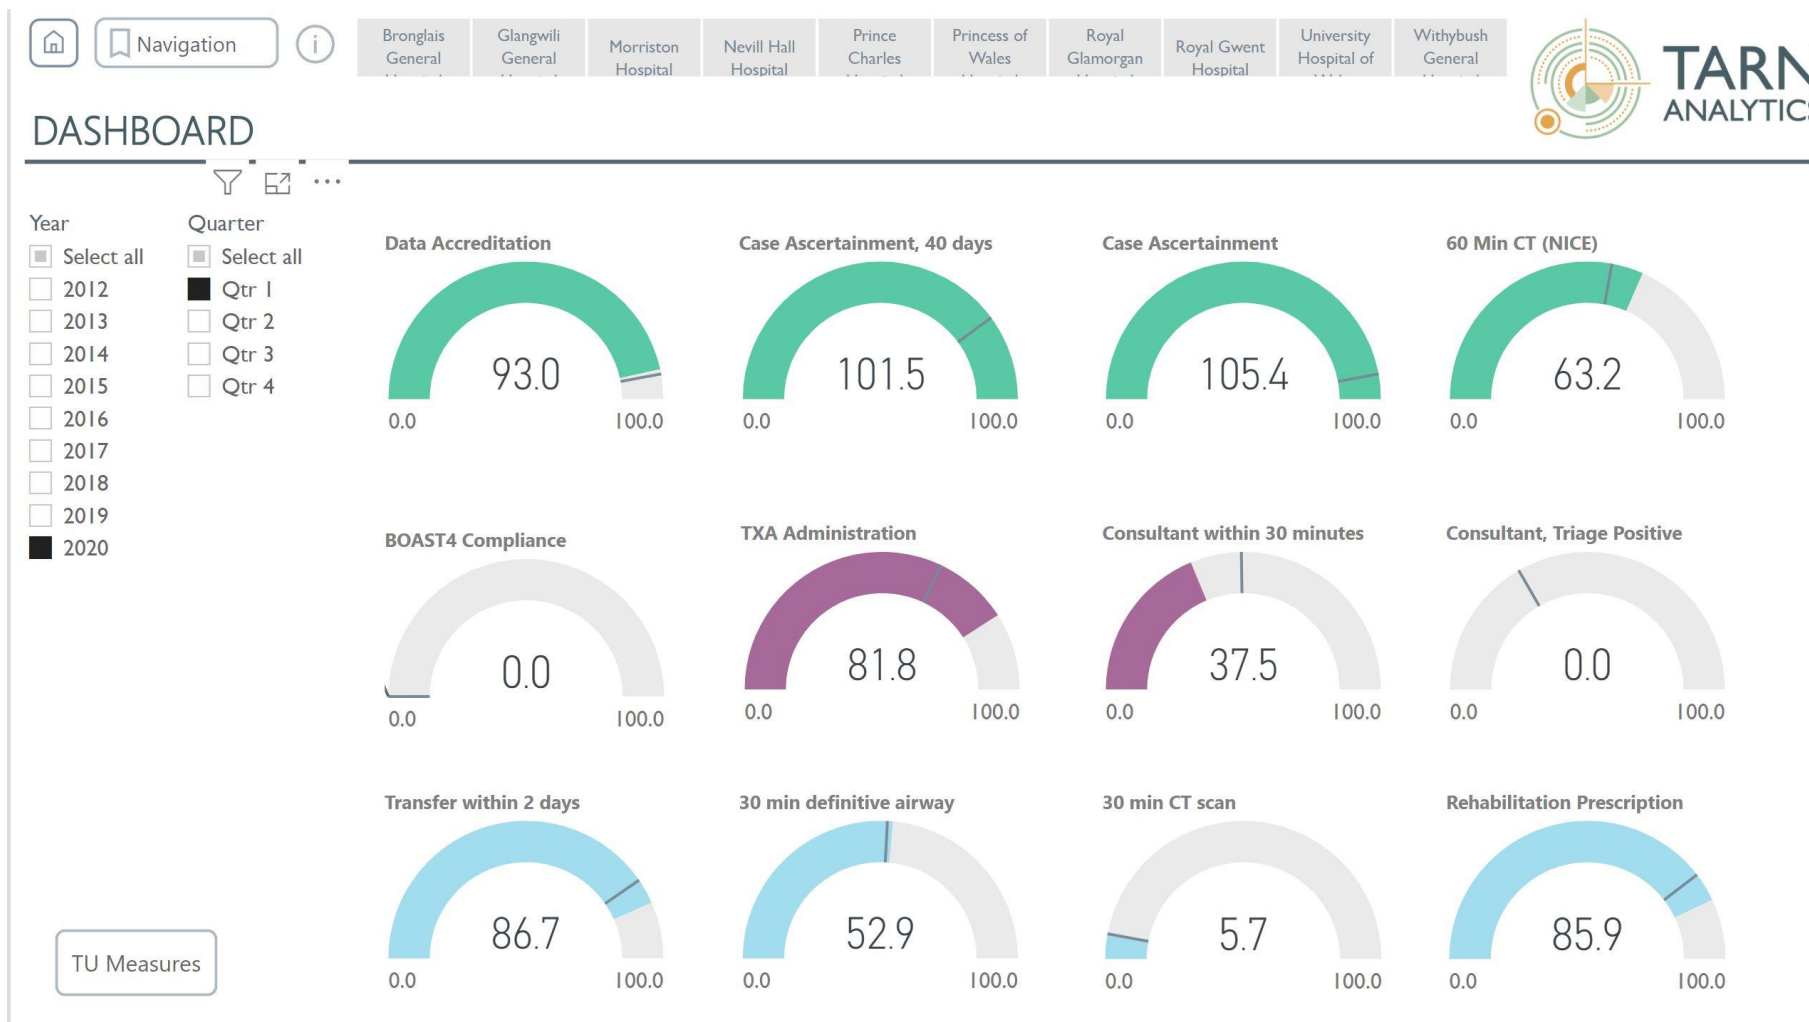 Navigation
i
Bronglais
General
Glangwili
General
Morriston
Hospital
Nevill Hall
Hospital
Prince
Charles
Princess of
Wales
Royal
Glamorgan
Royal Gwent
Hospital
University
Hospital of
Withybush
General
TARN
ANALYTICS
DASHBOARD
Year
Select all
2012
2013
2014
2015
2016
2017
2018
2019
2020
Quarter
Select all
Qtr 1
Qtr 2
Qtr 3
Qtr 4
Data Accreditation
93.0
0.0
100.0
Case Ascertainment, 40 days
101.5
0.0
100.0
Case Ascertainment
105.4
0.0
100.0
60 Min CT (NICE)
63.2
0.0
100.0
BOAST4 Compliance
0.0
0.0
100.0
TXA Administration
81.8
0.0
100.0
Consultant within 30 minutes
37.5
0.0
100.0
Consultant, Triage Positive
0.0
0.0
100.0
Transfer within 2 days
86.7
0.0
100.0
30 min definitive airway
52.9
0.0
100.0
30 min CT scan
5.7
0.0
100.0
Rehabilitation Prescription
85.9
0.0
100.0
TU Measures